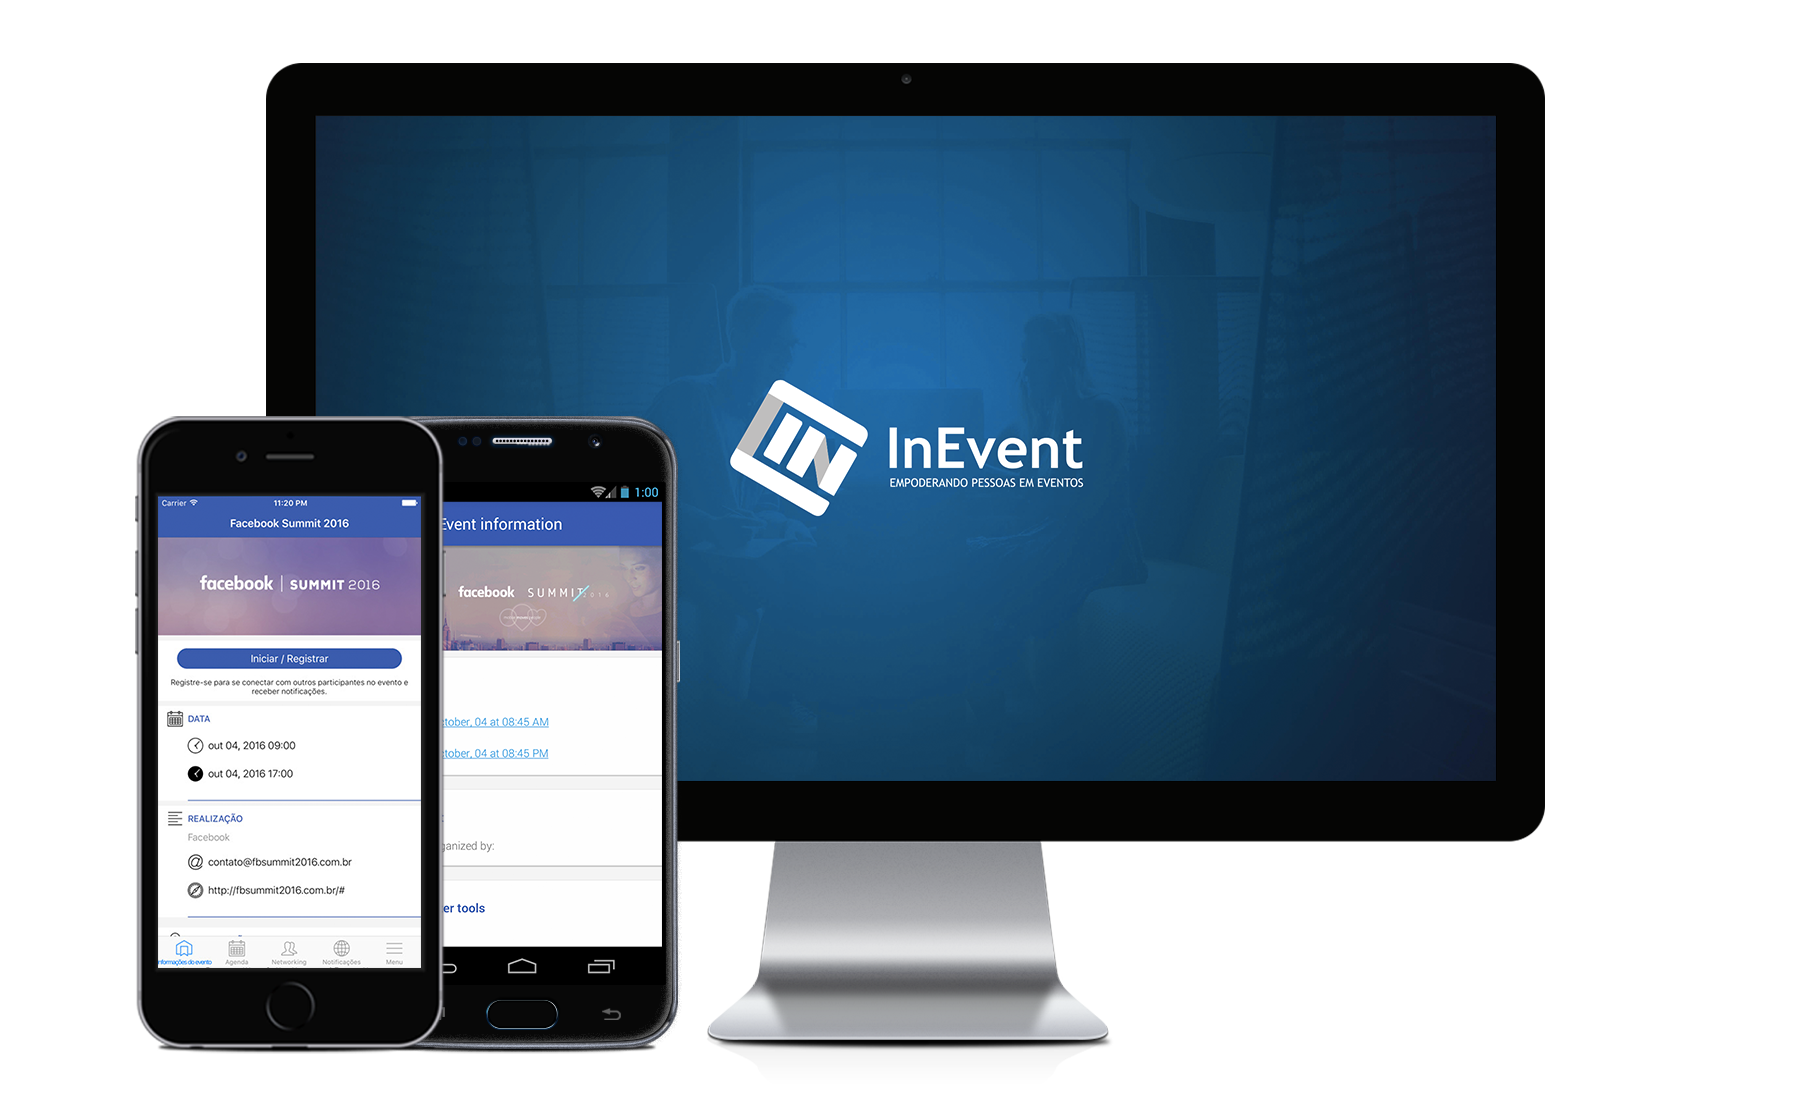 InEvent
EMPODERANDO PESSOAS EM EVENTOS
Carrier
11:20 PM
Facebook Summit 2016
facebook | SUMMIT 2016
Iniciar / Registrar
Registre-se para se conectar com outros participantes no evento e
receber notificações.
DATA
out 04, 2016 09:00
out 04, 2016 17:00
REALIZAÇÃO
Facebook
contato@fbsummit2016.com.br
http://fbsummit2016.com.br/#
nformações do evento
Agenda
Networking
Notificações
Menu
1:00
Event information
facebook SUMMIT 2016
tober, 04 at 08:45 AM
tober, 04 at 08:45 PM
ganized by:
er tools